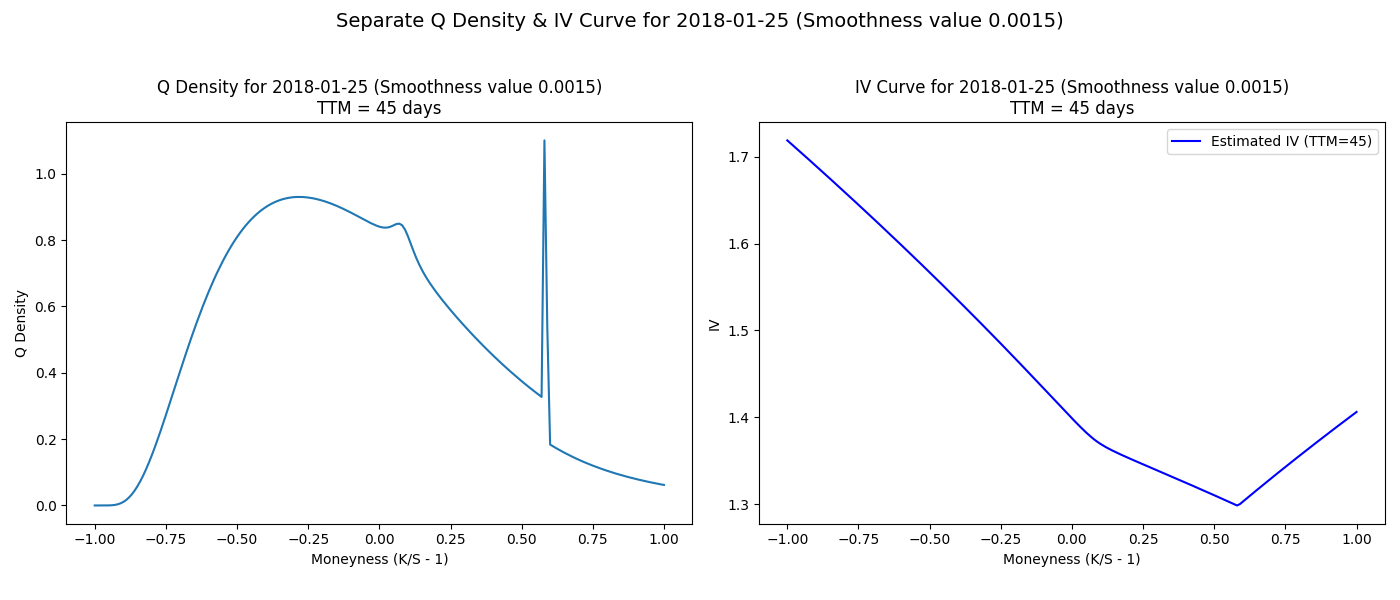 Separate Q Density & IV Curve for 2018-01-25 (Smoothness value 0.0015)
Q Density for 2018-01-25 (Smoothness value 0.0015)
TTM = 45 days
Q Density
1.0
0.8
0.6
0.4
0.2
0.0
−1.00 −0.75 −0.50 −0.25 0.00 0.25 0.50 0.75 1.00
Moneyness (K/S - 1)
IV Curve for 2018-01-25 (Smoothness value 0.0015)
TTM = 45 days
Estimated IV (TTM=45)
IV
1.7
1.6
1.5
1.4
1.3
−1.00 −0.75 −0.50 −0.25 0.00 0.25 0.50 0.75 1.00
Moneyness (K/S - 1)